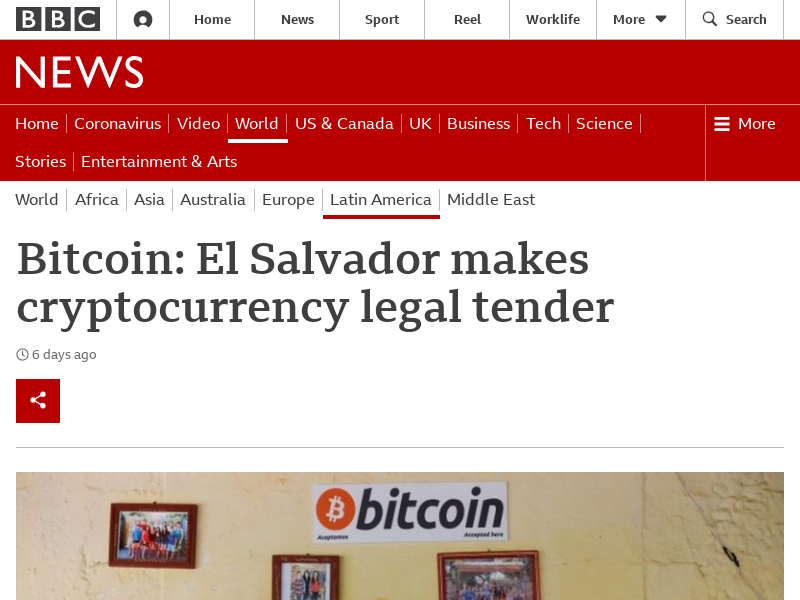 BBC Home News Sport Reel Worklife More Search
NEWS
Home Coronavirus Video World US & Canada UK Business Tech Science More
Stories Entertainment & Arts
World Africa Asia Australia Europe Latin America Middle East
Bitcoin: El Salvador makes
cryptocurrency legal tender
6 days ago
bitcoin
Aceptamos Accepted here